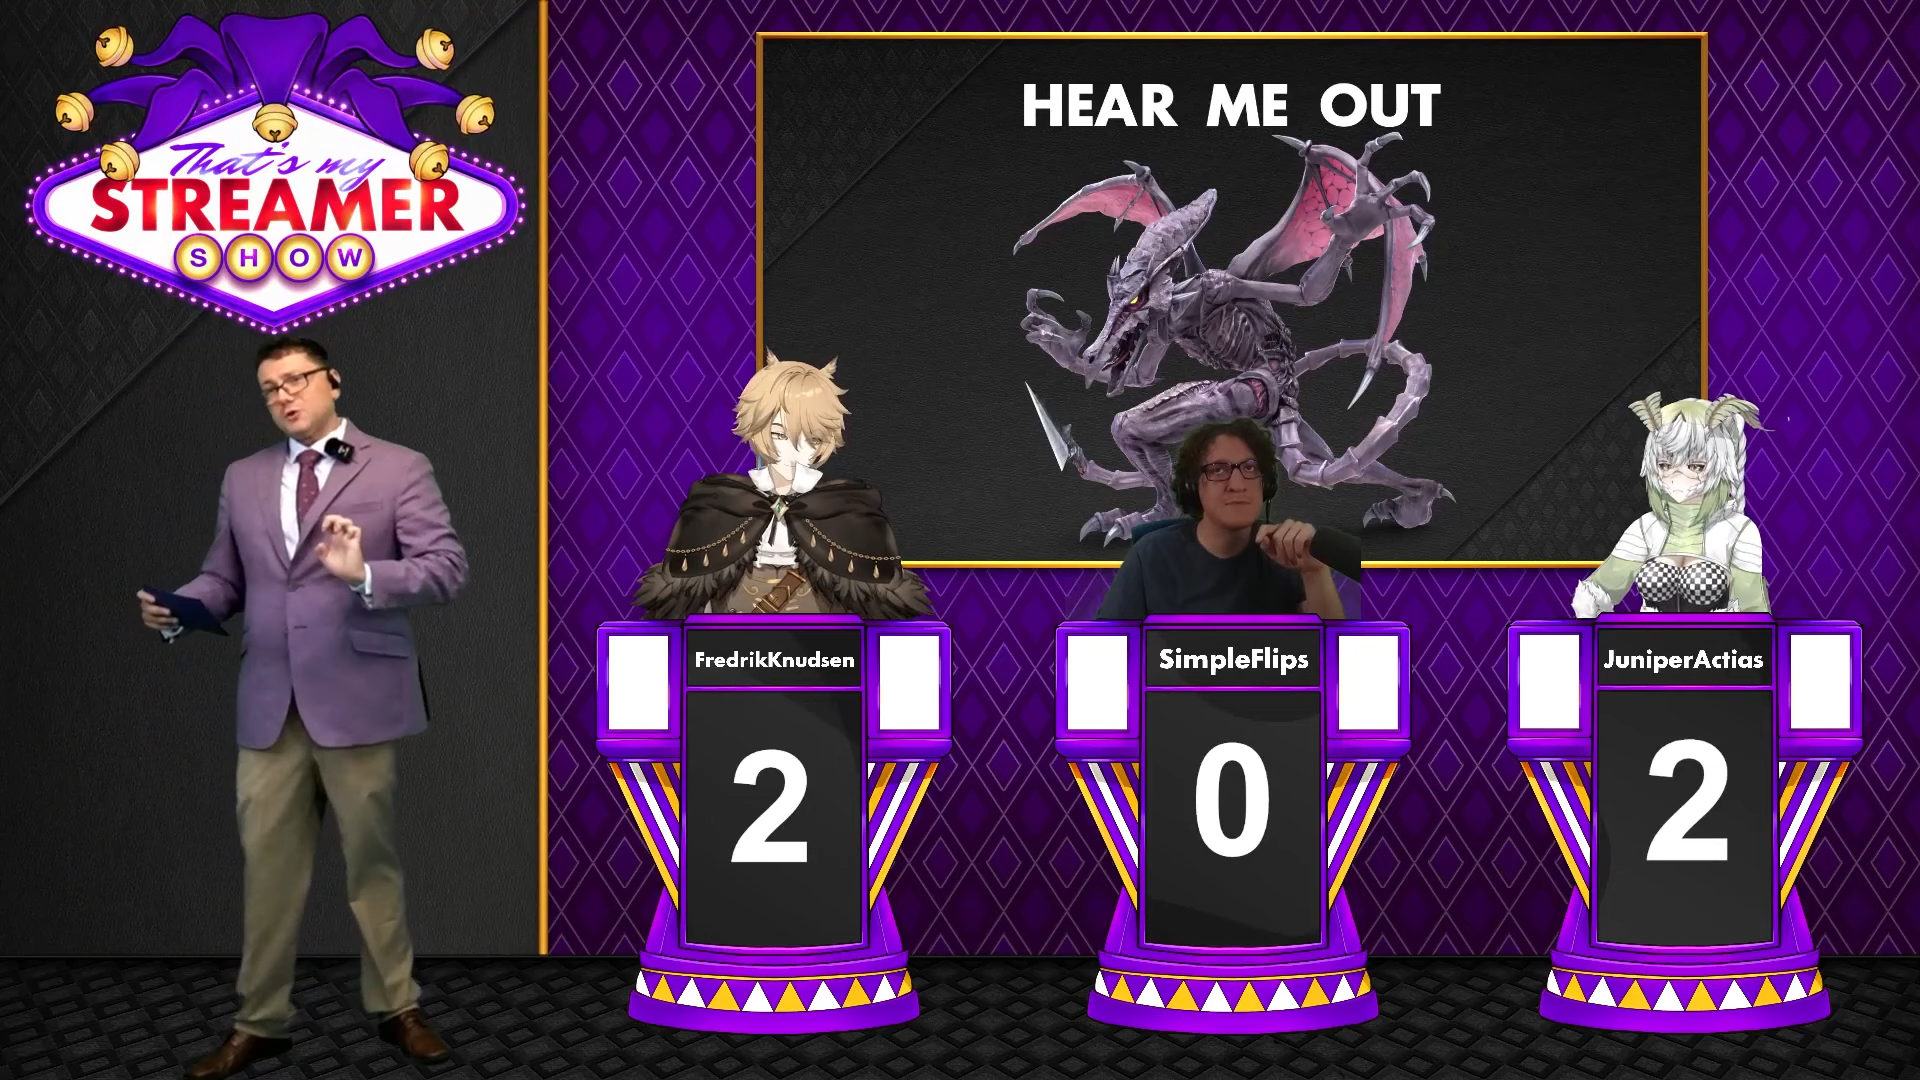 That's my
STREAMER
SHOW
HEAR ME OUT
FredrikKnudsen
SimpleFlips
JuniperActias
2
0
2